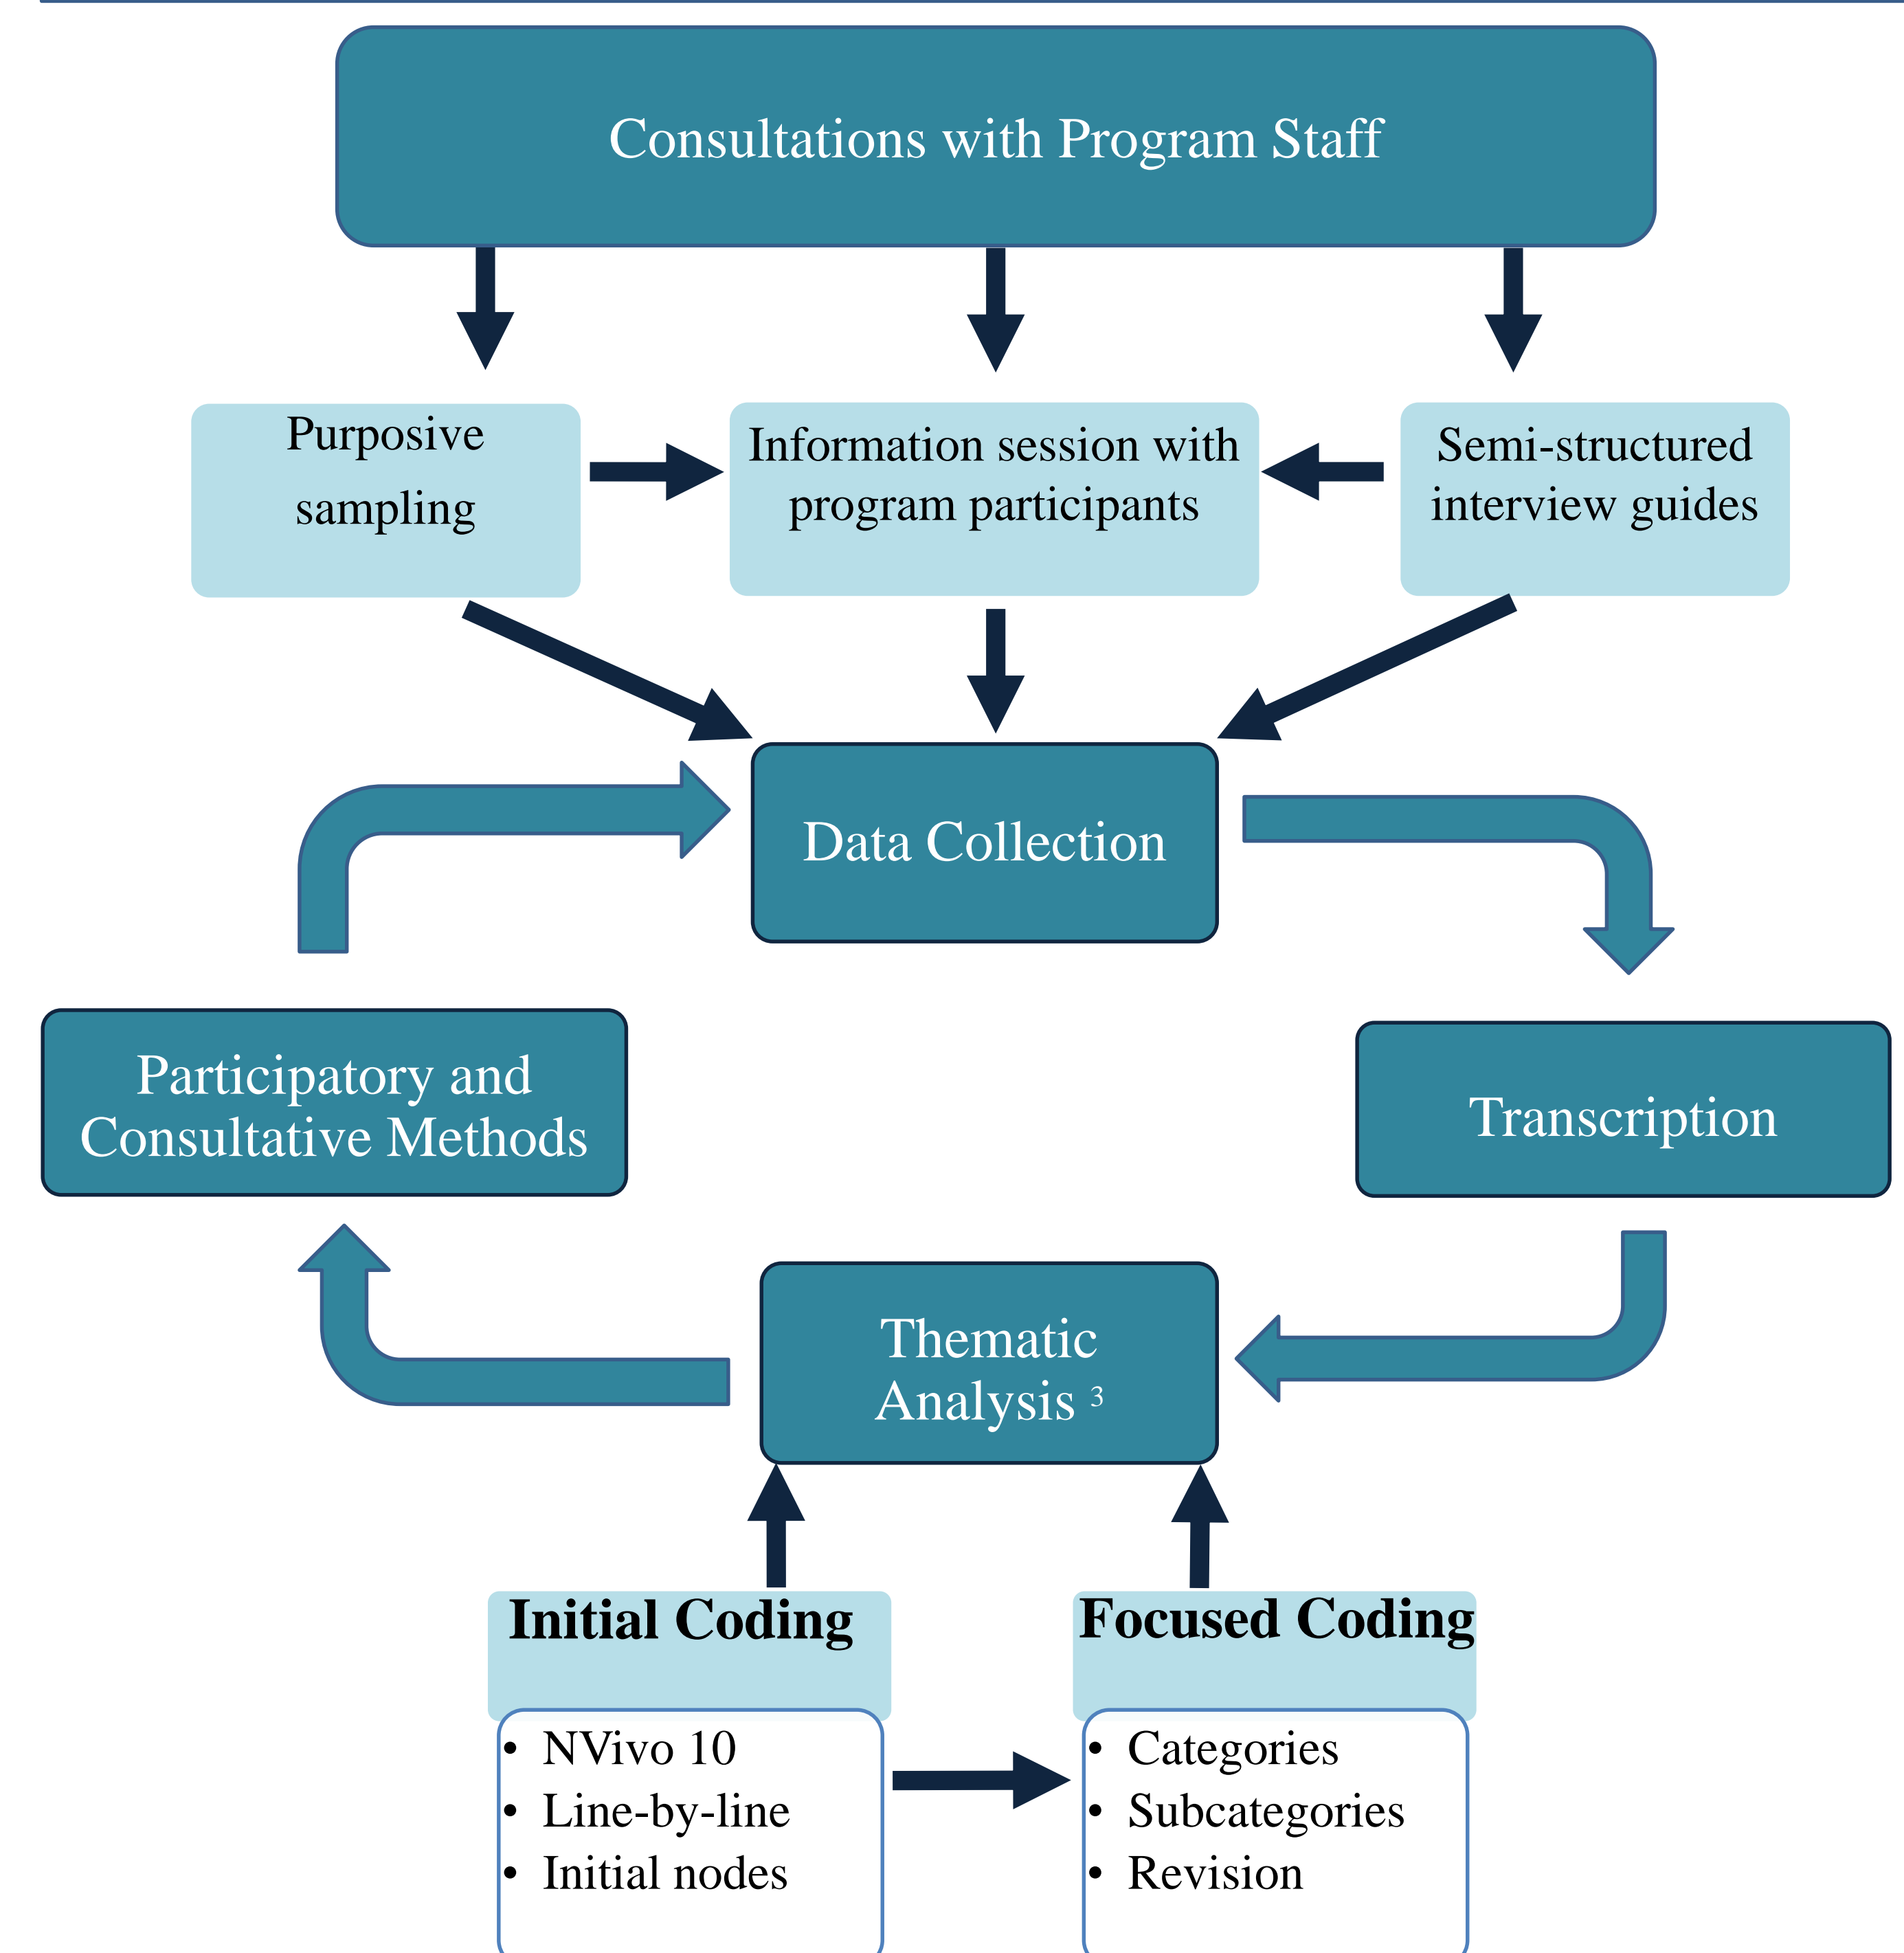 Consultations with Program Staff
Purposive
sampling
Information session with
program participants
Semi-structured
interview guides
Data Collection
Participatory and
Consultative Methods
Transcription
Thematic
Analysis ³
Initial Coding
• NVivo 10
• Line-by-line
• Initial nodes
Focused Coding
• Categories
• Subcategories
• Revision